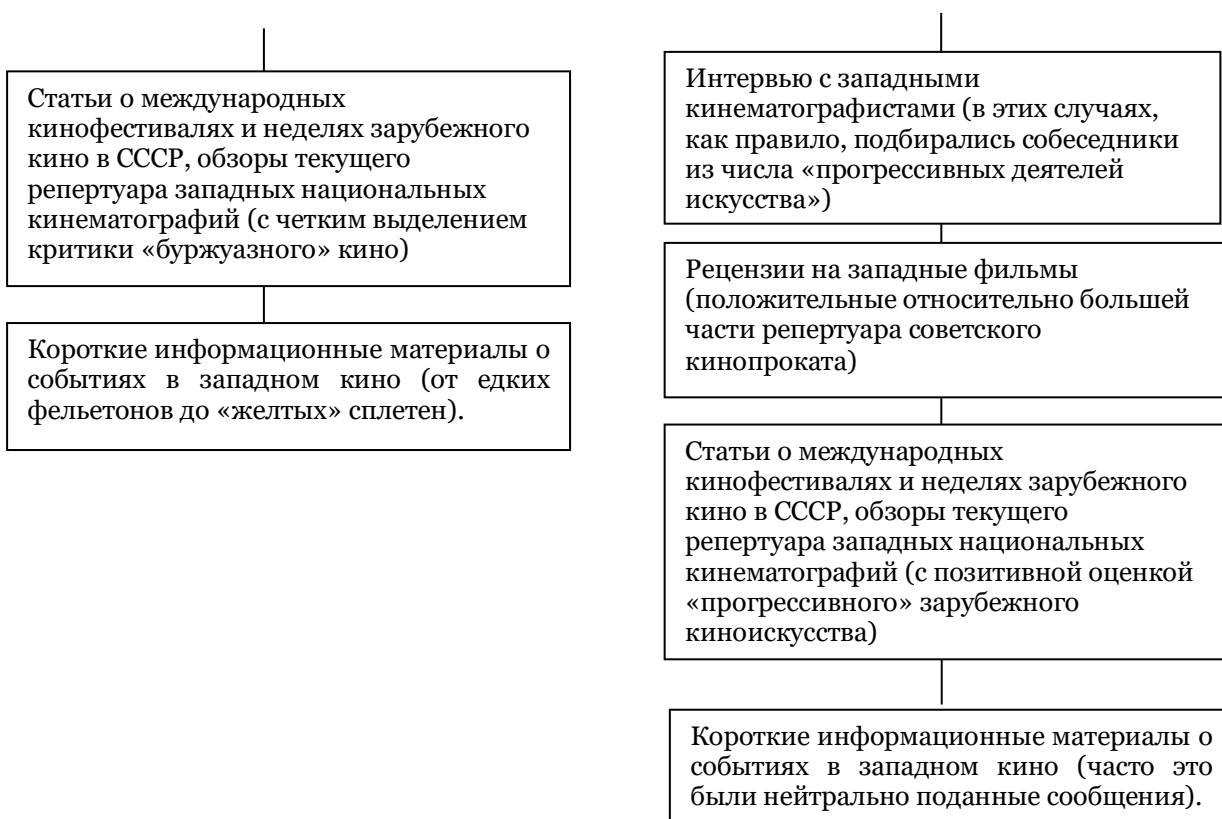 Статьи о международных
кинофестивалях и неделях зарубежного
кино в СССР, обзоры текущего
репертуара западных национальных
кинематографий (с четким выделением
критики «буржуазного» кино)
Короткие информационные материалы о
событиях в западном кино (от едких
фельетонов до «желтых» сплетен).
Интервью с западными
кинематографистами (в этих случаях,
как правило, подбирались собеседники
из числа «прогрессивных деятелей
искусства»)
Рецензии на западные фильмы
(положительные относительно большей
части репертуара советского
кинопроката)
Статьи о международных
кинофестивалях и неделях зарубежного
кино в СССР, обзоры текущего
репертуара западных национальных
кинематографий (с позитивной оценкой
«прогрессивного» зарубежного
киноискусства)
Короткие информационные материалы о
событиях в западном кино (часто это
были нейтрально поданные сообщения).